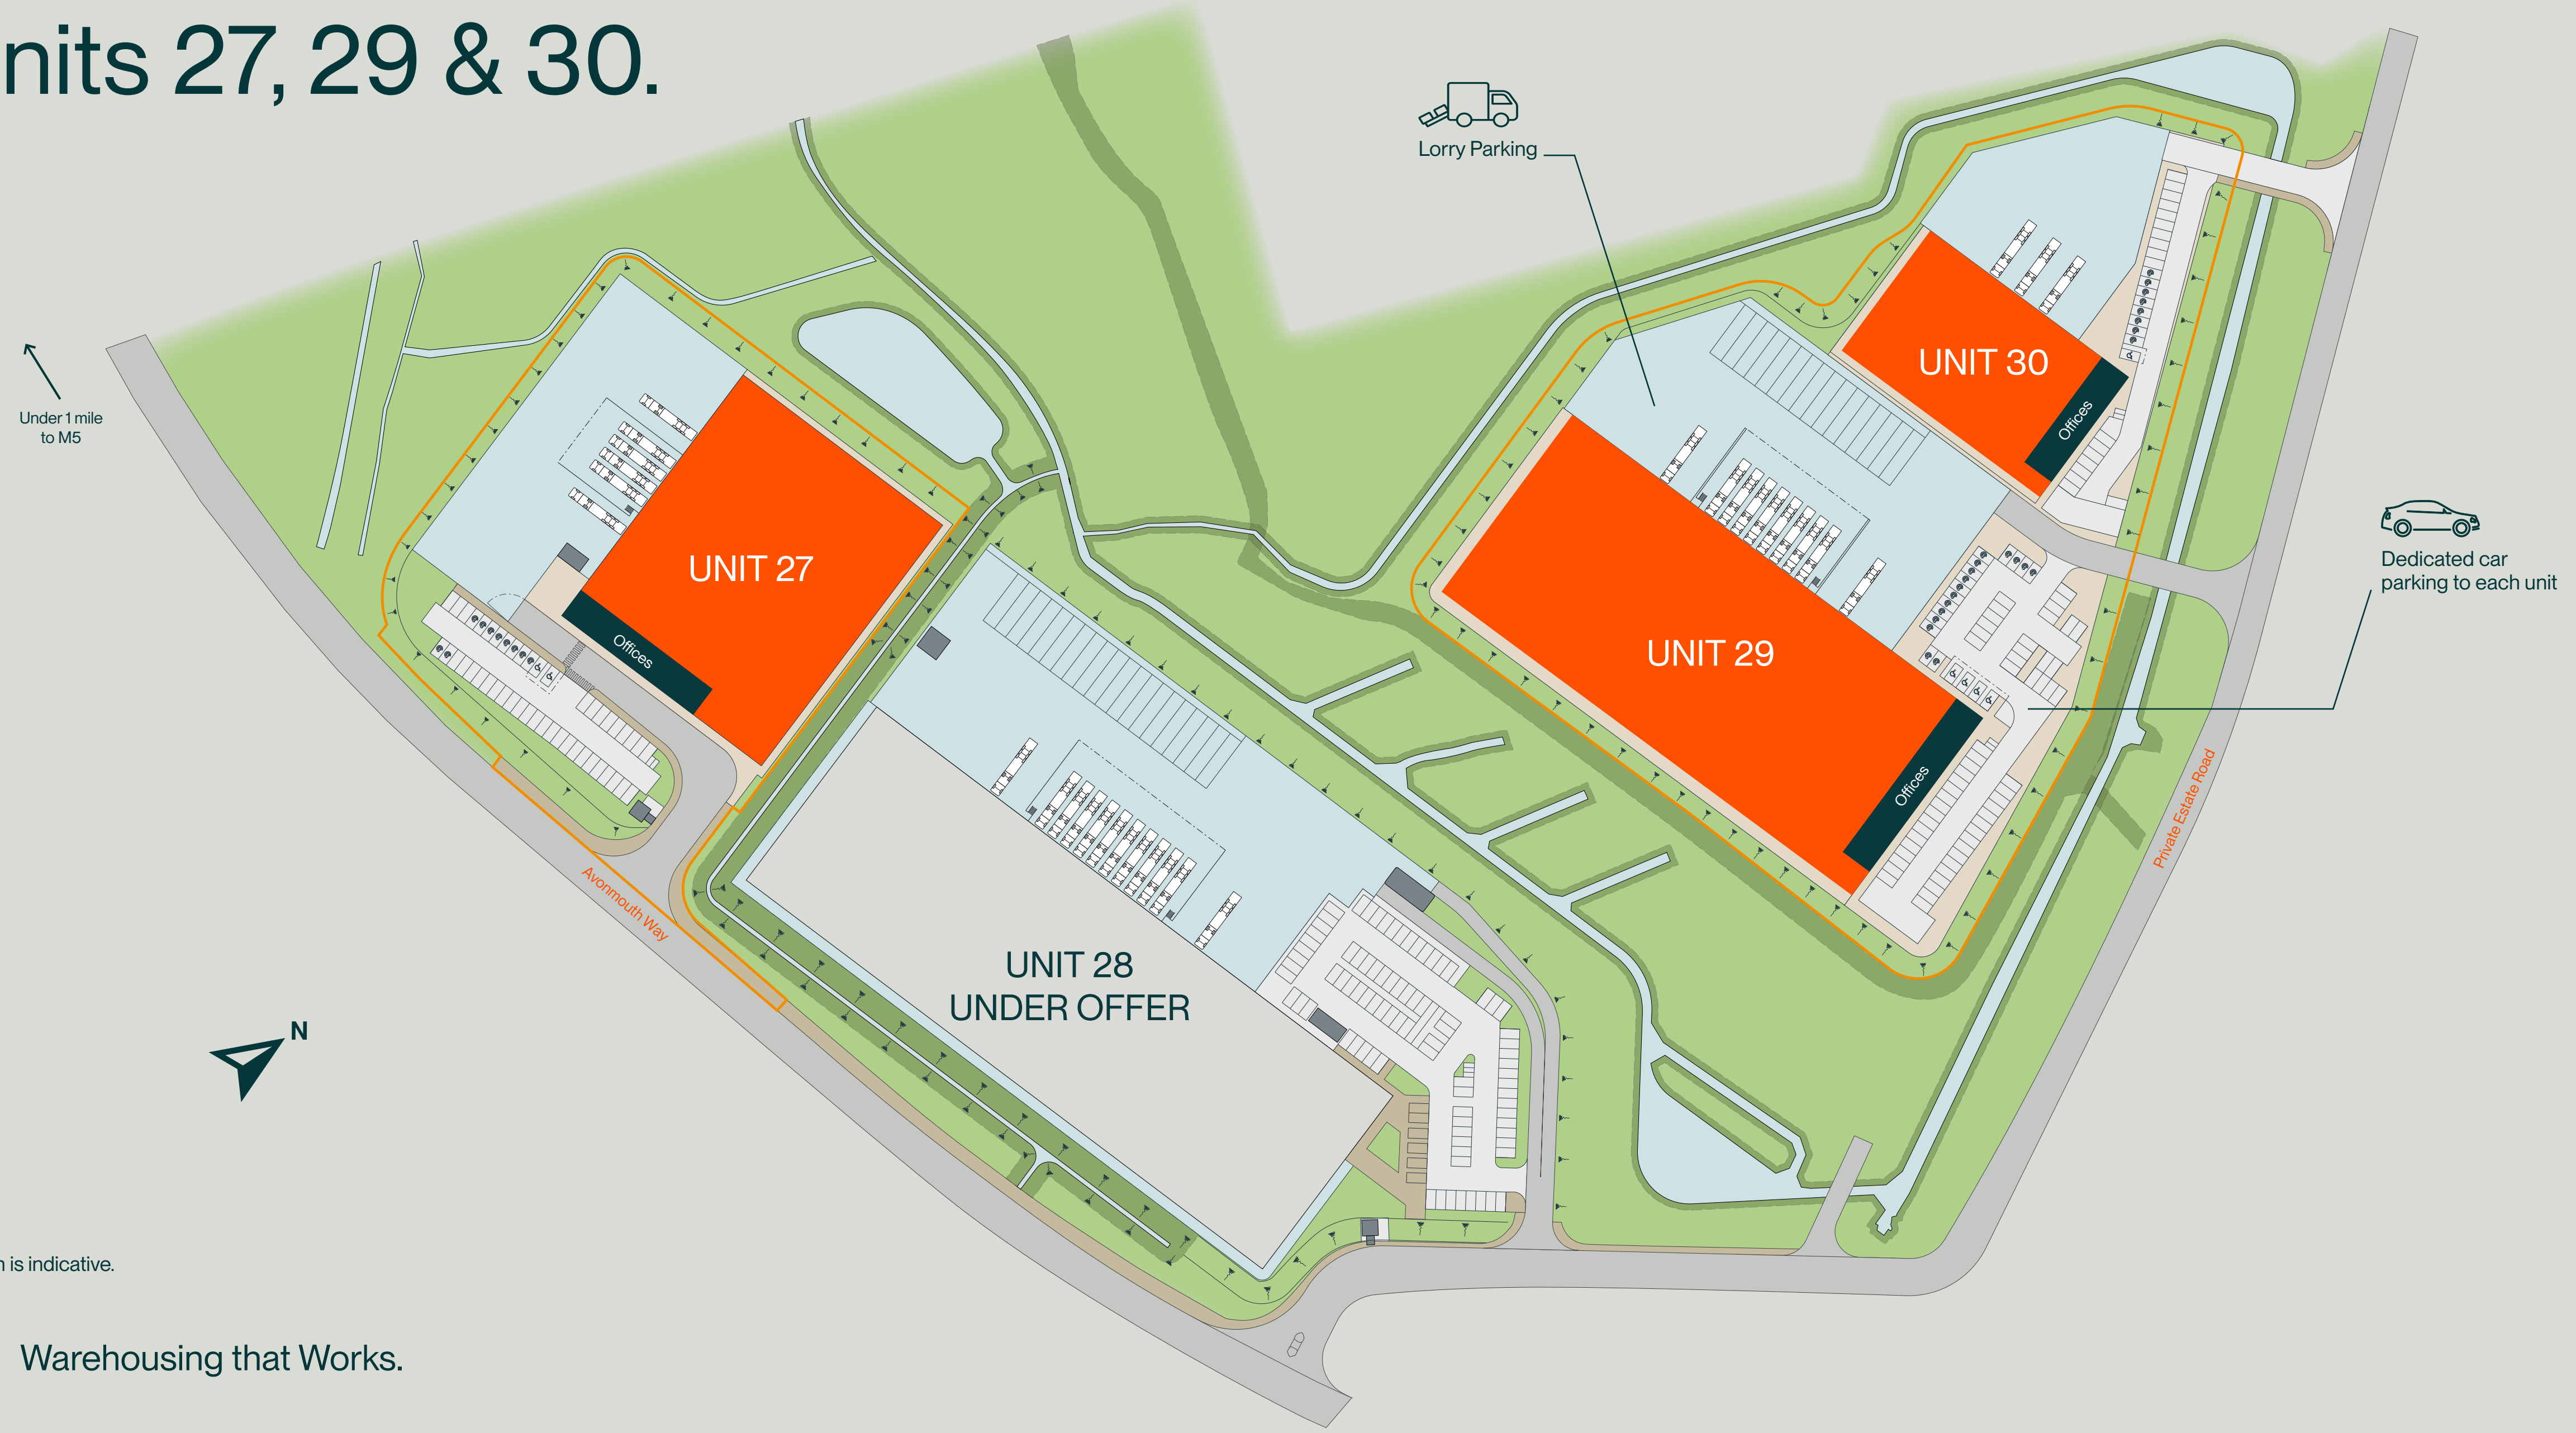 nits 27, 29 & 30.
Lorry Parking
Under 1 mile
to M5
UNIT 30
Offices
UNIT 27
Offices
Dedicated car
parking to each unit
UNIT 29
Offices
Private Estate Road
Avonmouth Way
UNIT 28
UNDER OFFER
N
n is indicative.
Warehousing that Works.